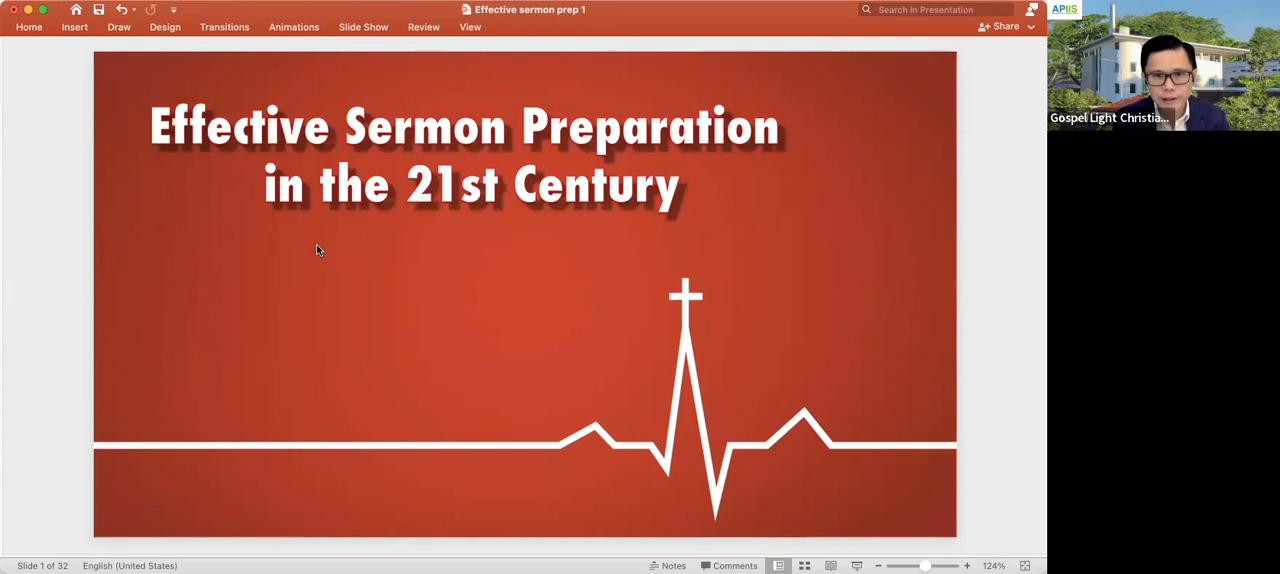 Effective sermon prep 1
Search in Presentation
Home Insert Draw Design Transitions Animations Slide Show Review View
Share
Effective Sermon Preparation
in the 21st Century
Slide 1 of 32 English (United States)
Notes Comments 124%
APIIS
Gospel Light Christia...